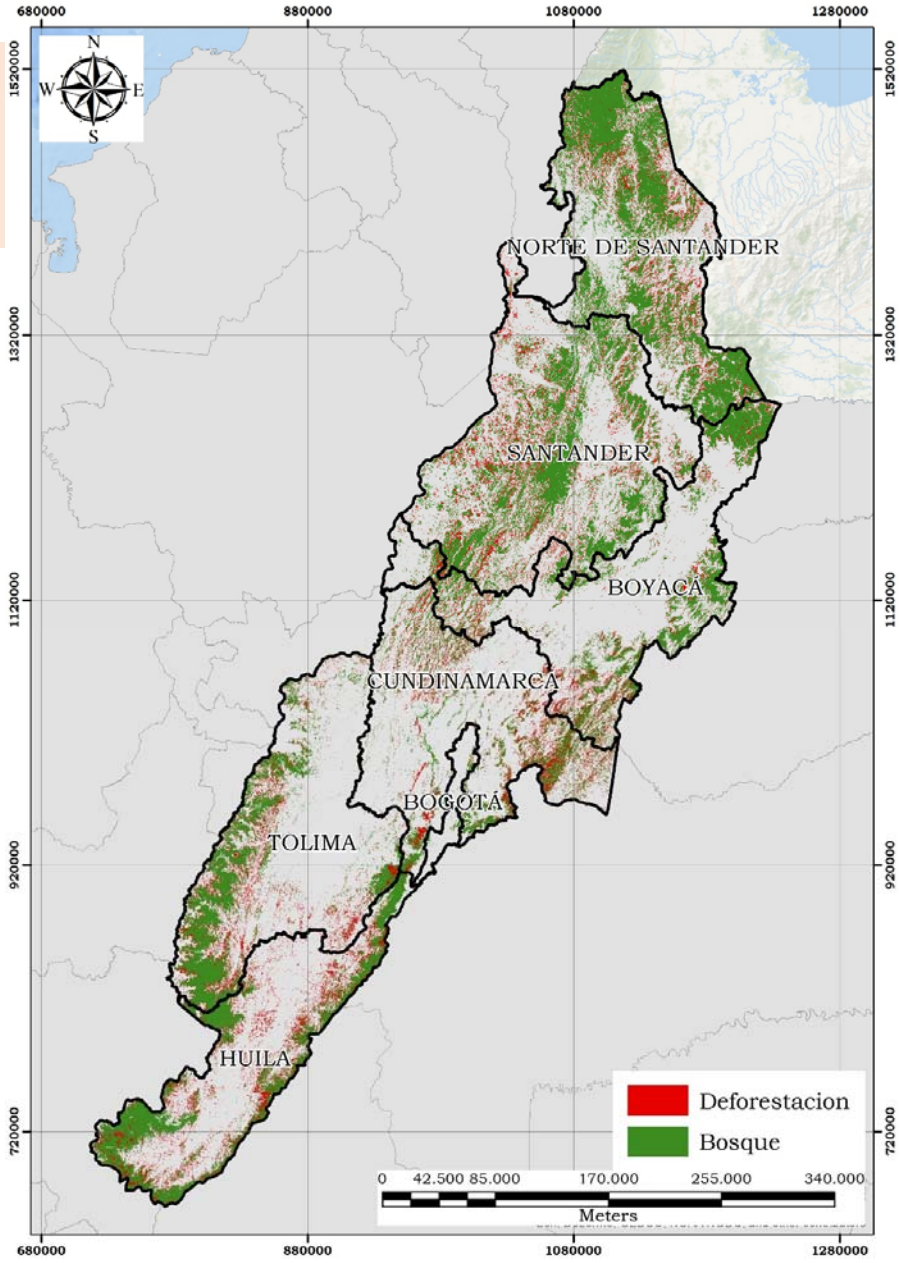 680000 880000 1080000 1280000
N
W E
S
1520000 1520000
NORTE DE SANTANDER
1320000 1320000
SANTANDER
BOYACÁ
1120000 1120000
CUNDINAMARCA
BOGOTÁ
TOLIMA
920000 920000
HUILA
Deforestacion
720000 720000
Bosque
0 42.500 85.000 170.000 255.000 340.000
Meters
680000 880000 1080000 1280000